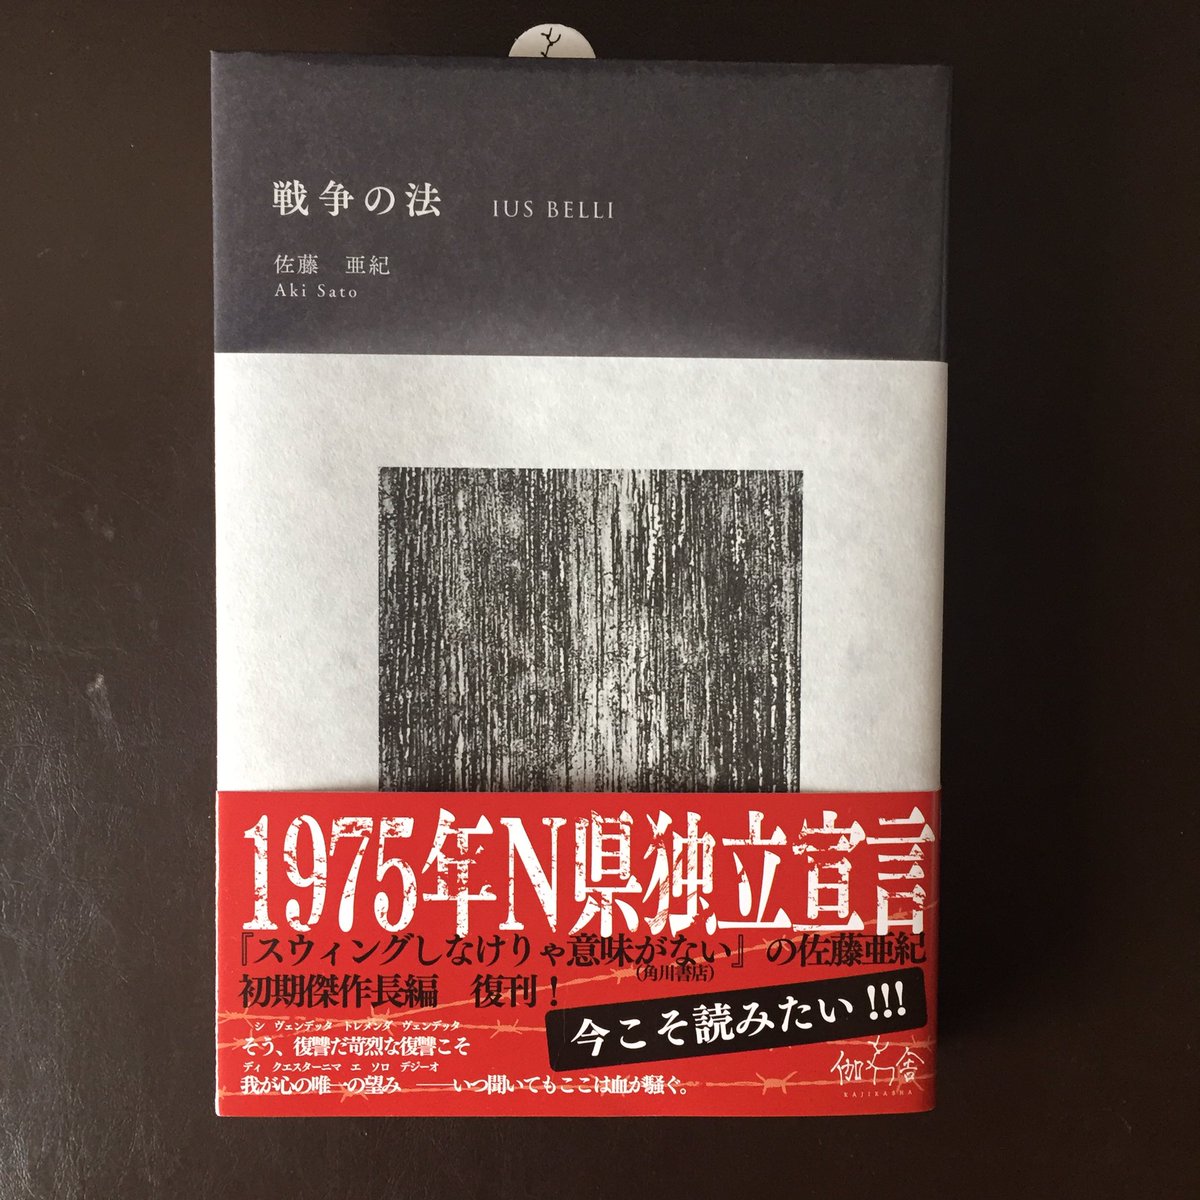 戦争の法 IUS BELLI
佐藤 亜紀
Aki Sato
1975年N県独立宣言
『スウィングしなけりゃ意味がない』の佐藤亜紀
(角川書店)
初期傑作長編 復刊!
今こそ読みたい!!!
シ ヴェンデッタ トレメンダ ヴェンデッタ
そう、復讐だ苛烈な復讐こそ
ディ クエスターニマ エ ソロ デジーオ
我が心の唯一の望み ――いつ聞いてもここは血が騒ぐ。
伽鹿舎
KAJIKASHA